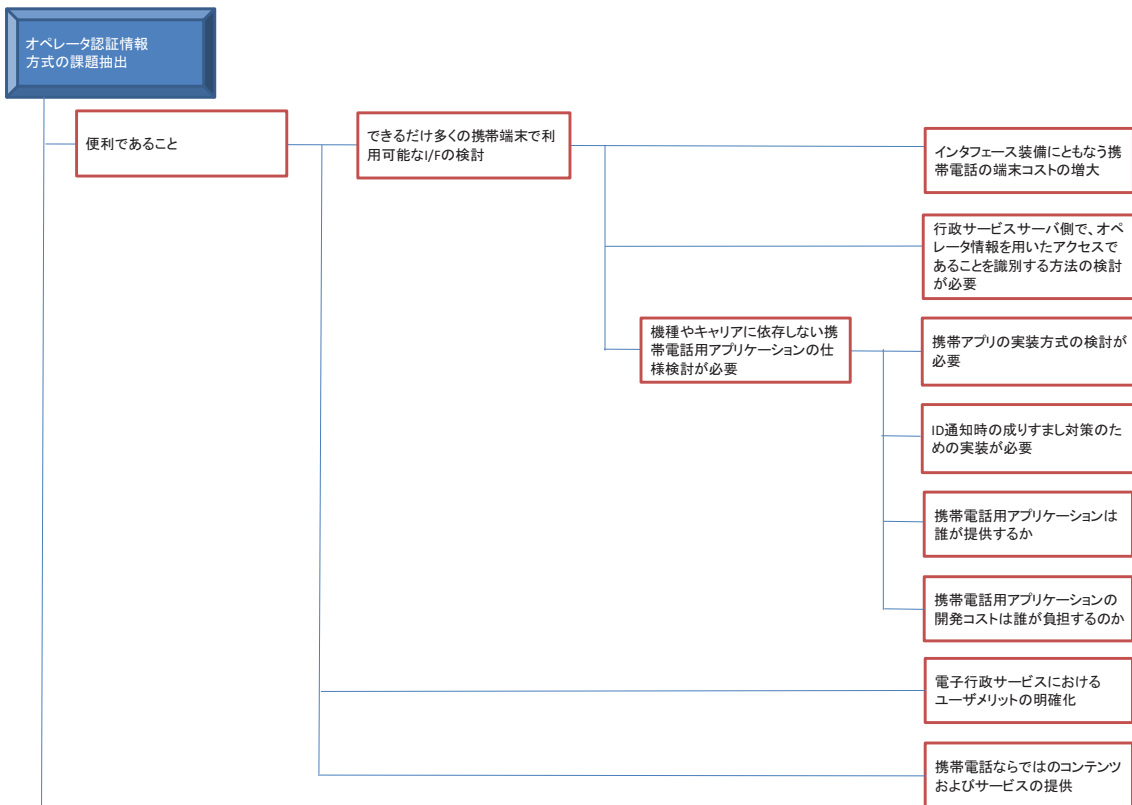 オペレータ認証情報
方式の課題抽出
便利であること
できるだけ多くの携帯端末で利
用可能なI/Fの検討
インタフェース装備にともなう携
帯電話の端末コストの増大
行政サービスサーバ側で、オペ
レータ情報を用いたアクセスで
あることを識別する方法の検討
が必要
機種やキャリアに依存しない携
帯電話用アプリケーションの仕
様検討が必要
携帯アプリの実装方式の検討が
必要
ID通知時の成りすまし対策のた
めの実装が必要
携帯電話用アプリケーションは
誰が提供するか
携帯電話用アプリケーションの
開発コストは誰が負担するのか
電子行政サービスにおける
ユーザメリットの明確化
携帯電話ならではのコンテンツ
およびサービスの提供